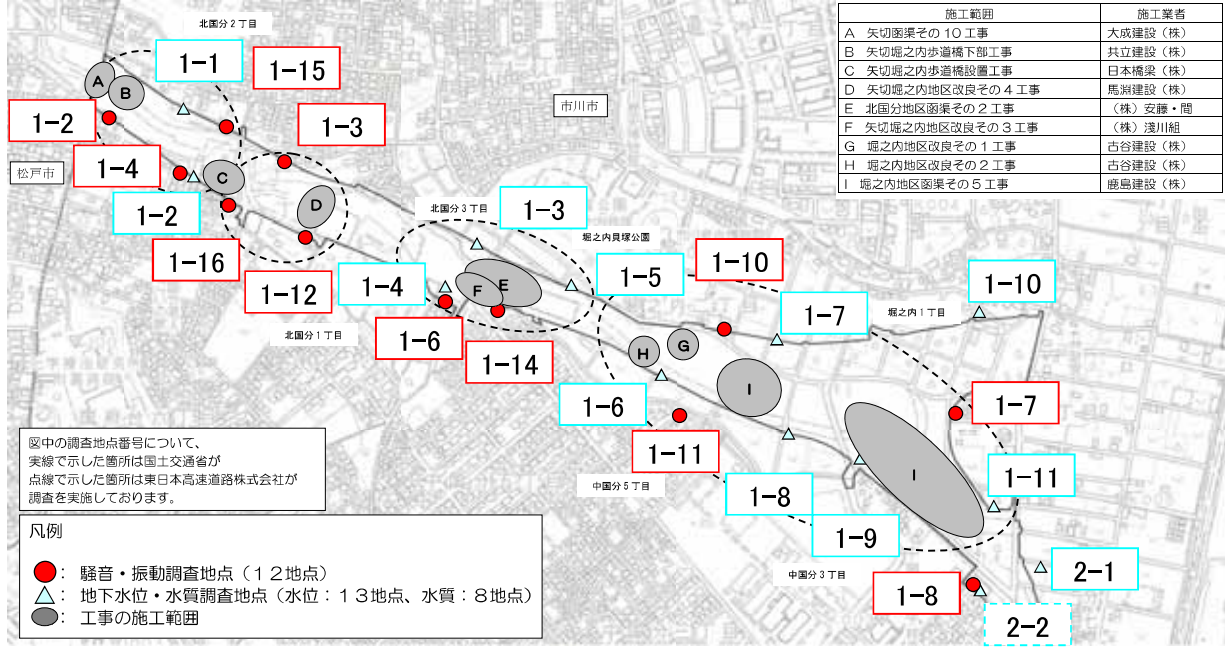 施工範囲 施工業者
A 矢切函渠その10工事 大成建設（株）
B 矢切堀之内歩道橋下部工事 共立建設（株）
C 矢切堀之内歩道橋設置工事 日本橋梁（株）
D 矢切堀之内地区改良その４工事 馬淵建設（株）
E 北国分地区函渠その２工事 （株）安藤・間
F 矢切堀之内地区改良その３工事 （株）淺川組
G 堀之内地区改良その１工事 古谷建設（株）
H 堀之内地区改良その２工事 古谷建設（株）
I 堀之内地区函渠その５工事 鹿島建設（株）
北国分２丁目
1-1
1-15
A
B
1-2
1-3
市川市
1-4
松戸市
C
1-2
D
北国分３丁目
1-3
堀之内貝塚公園
1-16
1-12
1-4
F
E
1-5
1-10
1-10
北国分１丁目
1-6
1-14
1-7
堀之内１丁目
H
G
I
1-6
1-7
1-11
中国分５丁目
1-8
1-9
I
1-11
中国分３丁目
1-8
2-1
2-2
図中の調査地点番号について、
実線で示した箇所は国土交通省が
点線で示した箇所は東日本高速道路株式会社が
調査を実施しております。
凡例
：騒音・振動調査地点（１２地点）
：地下水位・水質調査地点（水位：１３地点、水質：８地点）
：工事の施工範囲